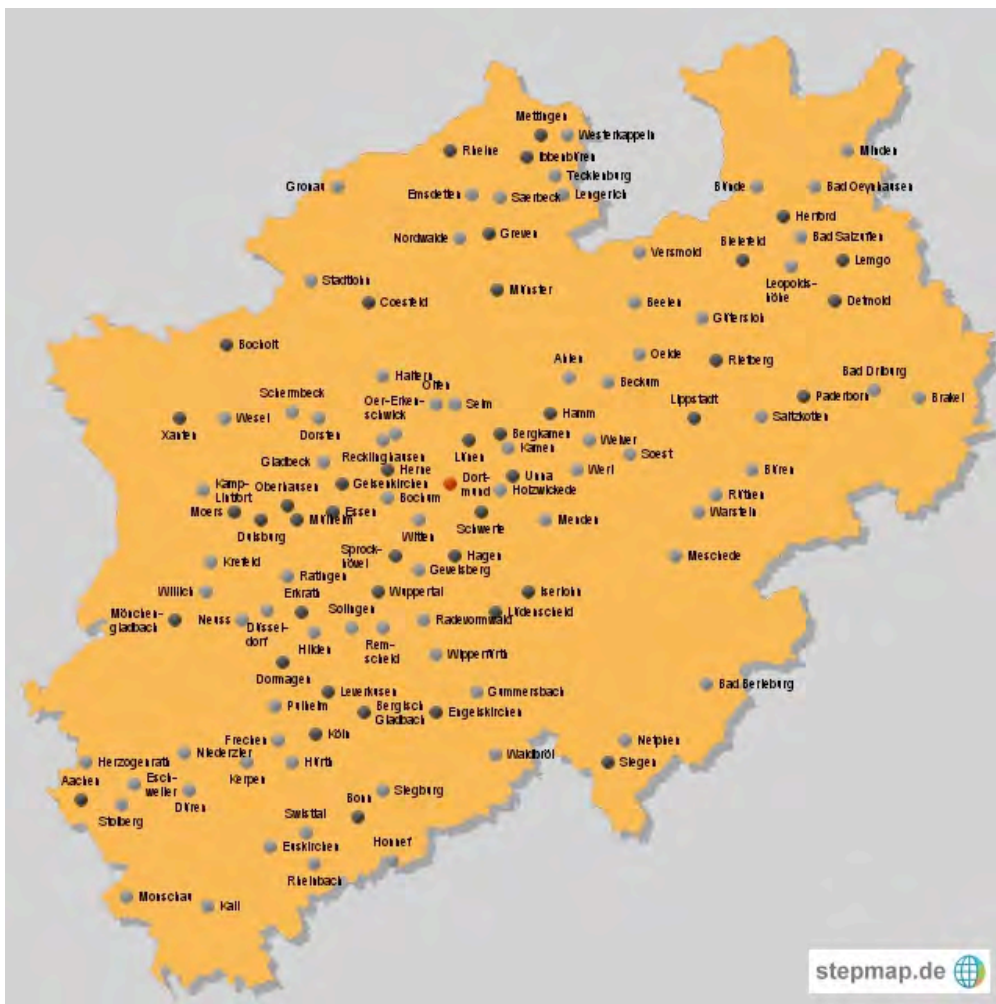 Mettingen
Westerkappeln
Rheine
Ibbenbüren
Minden
Tecklenburg
Gronau
Emsdetten
Saerbeck
Lengerich
Bünde
Bad Oeynhausen
Herford
Nordwalde
Greven
Bad Salzuflen
Versmold
Bielefeld
Lemgo
Stadtlohn
Leopolds-
höhe
Münster
Coesfeld
Beelen
Detmold
Gütersloh
Bocholt
Oelde
Rietberg
Ahlen
Haltern
Olfen
Beckum
Bad Driburg
Schermbeck
Oer-Erken-
schwick
Selm
Lippstadt
Paderborn
Brakel
Xanten
Wesel
Dorsten
Hamm
Salzkotten
Bergkamen
Lünen
Kamen
Welver
Soest
Recklinghausen
Gladbeck
Herne
Unna
Werl
Büren
Kamp-
Lintfort
Oberhausen
Gelsenkirchen
Bochum
Dort-
mund
Holzwickede
Rüthen
Moers
Duisburg
Mülheim
Essen
Witten
Schwerte
Menden
Warstein
Sprock-
hövel
Hagen
Gevelsberg
Meschede
Krefeld
Ratingen
Willich
Erkrath
Wuppertal
Iserlohn
Mönchen-
gladbach
Neuss
Düssel-
dorf
Solingen
Lüdenscheid
Radevormwald
Hilden
Rem-
scheid
Wipperfürth
Dormagen
Leverkusen
Gummersbach
Bad Berleburg
Pulheim
Bergisch
Gladbach
Engelskirchen
Frechen
Köln
Netphen
Niederzier
Waldbröl
Herzogenrath
Kerpen
Hürth
Siegen
Aachen
Esch-
weiler
Düren
Siegburg
Stolberg
Bonn
Swisttal
Euskirchen
Honnef
Rheinbach
Monschau
Kall
stepmap.de